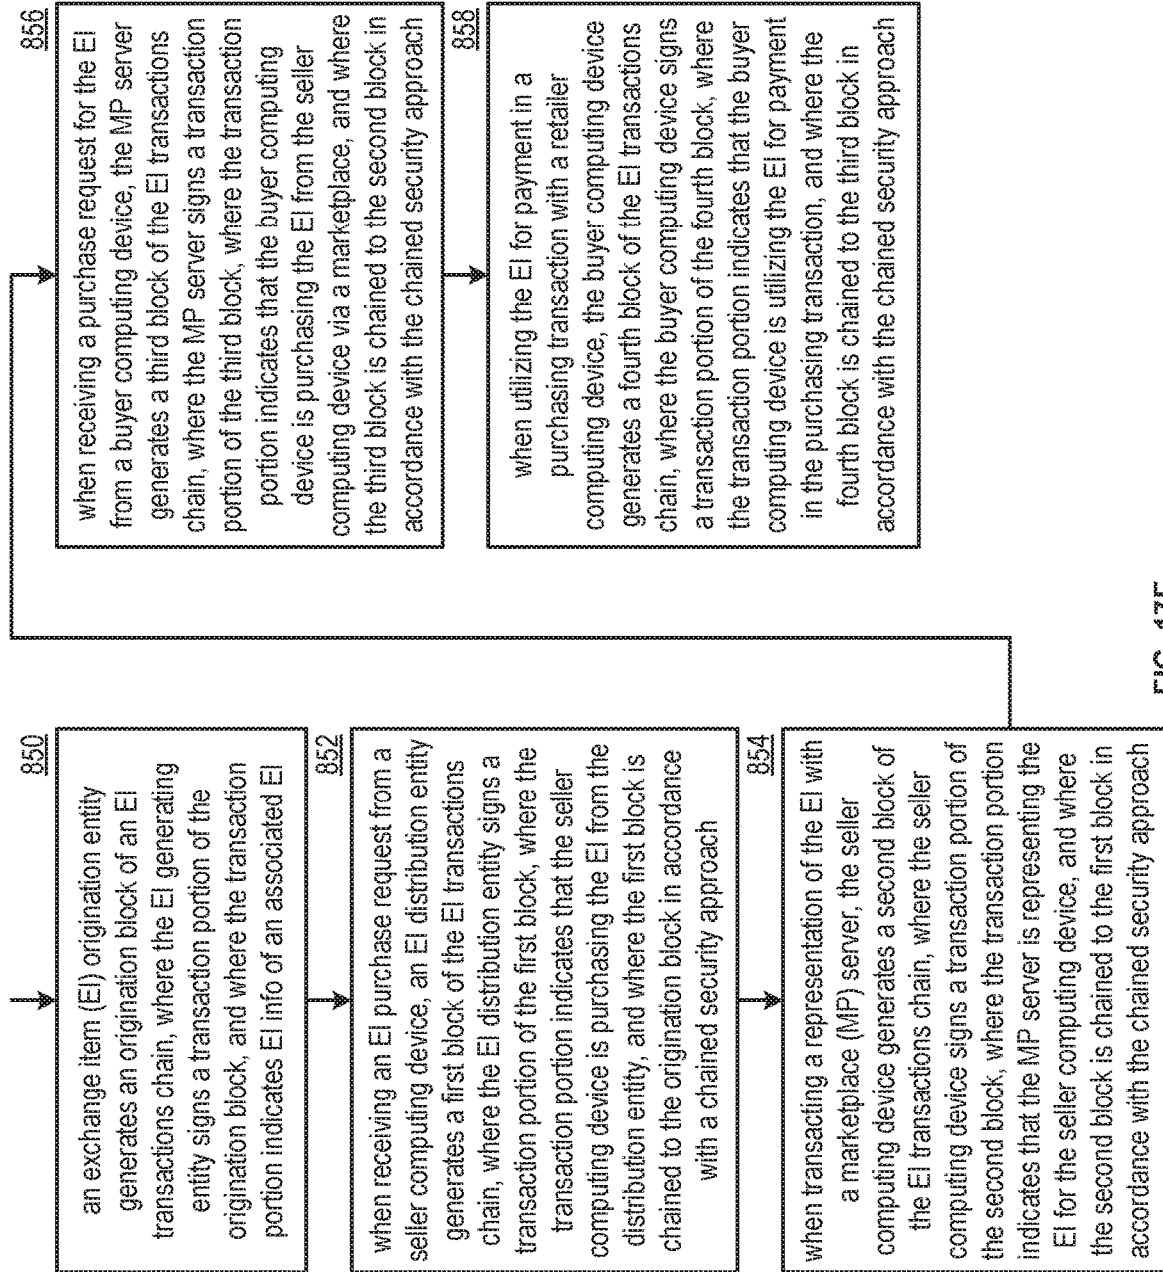 850
an exchange item (EI) origination entity
generates an origination block of an EI
transactions chain, where the EI generating
entity signs a transaction portion of the
origination block, and where the transaction
portion indicates EI info of an associated EI
852
when receiving an EI purchase request from a
seller computing device, an EI distribution entity
generates a first block of the EI transactions
chain, where the EI distribution entity signs a
transaction portion of the first block, where the
transaction portion indicates that the seller
computing device is purchasing the EI from the
distribution entity, and where the first block is
chained to the origination block in accordance
with a chained security approach
854
when transacting a representation of the EI with
a marketplace (MP) server, the seller
computing device generates a second block of
the EI transactions chain, where the seller
computing device signs a transaction portion of
the second block, where the transaction portion
indicates that the MP server is representing the
EI for the seller computing device, and where
the second block is chained to the first block in
accordance with the chained security approach
856
when receiving a purchase request for the EI
from a buyer computing device, the MP server
generates a third block of the EI transactions
chain, where the MP server signs a transaction
portion of the third block, where the transaction
portion indicates that the buyer computing
device is purchasing the EI from the seller
computing device via a marketplace, and where
the third block is chained to the second block in
accordance with the chained security approach
858
when utilizing the EI for payment in a
purchasing transaction with a retailer
computing device, the buyer computing device
generates a fourth block of the EI transactions
chain, where the buyer computing device signs
a transaction portion of the fourth block, where
the transaction portion indicates that the buyer
computing device is utilizing the EI for payment
in the purchasing transaction, and where the
fourth block is chained to the third block in
accordance with the chained security approach
FIG.